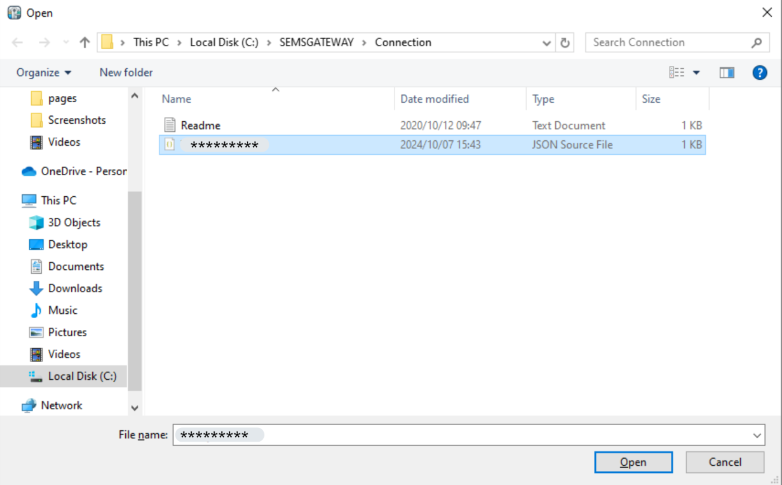 Open
This PC > Local Disk (C:) > SEMSGATEWAY > Connection
Search Connection
Organize
New folder
?
pages
Screenshots
Videos
OneDrive - Person
This PC
3D Objects
Desktop
Documents
Downloads
Music
Pictures
Videos
Local Disk (C:)
Network
Name Date modified Type Size
Readme 2020/10/12 09:47 Text Document 1 KB
********* 2024/10/07 15:43 JSON Source File 1 KB
File name: *********
Open Cancel